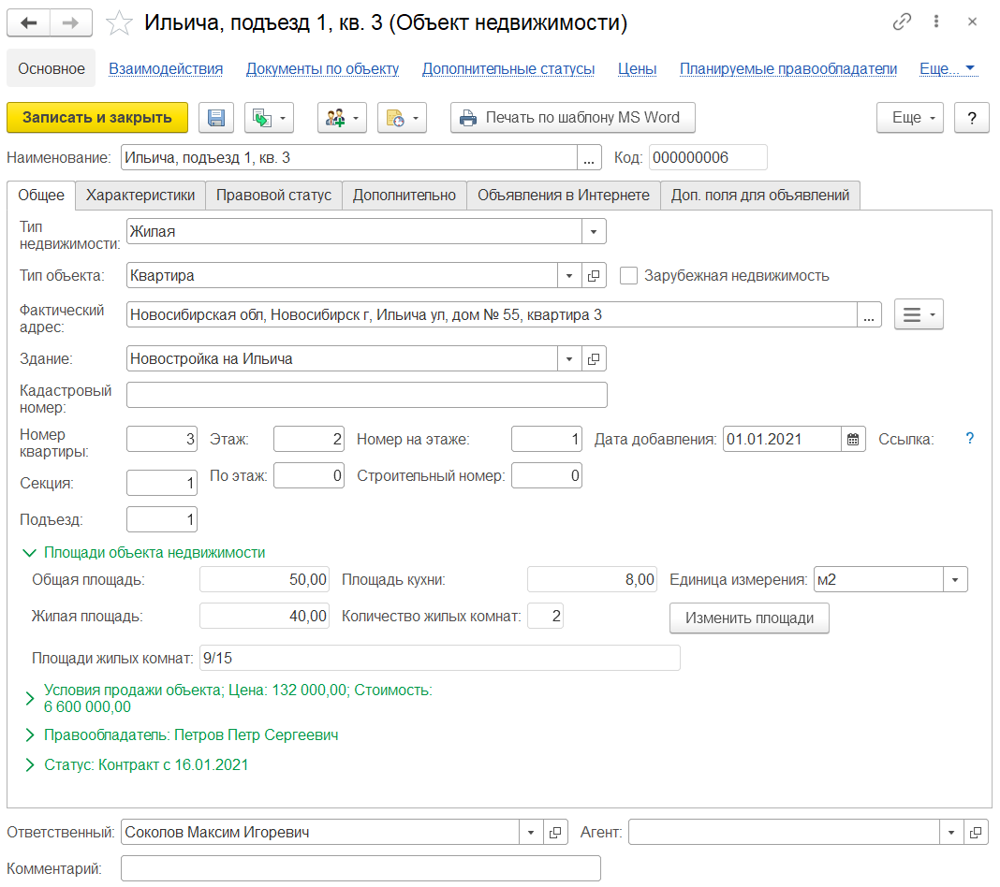 Ильича, подъезд 1, кв. 3 (Объект недвижимости)
Основное Взаимодействия Документы по объекту Дополнительные статусы Цены Планируемые правообладатели Еще...
Записать и закрыть Печать по шаблону MS Word Еще ?
Наименование: Ильича, подъезд 1, кв. 3 ... Код: 000000006
Общее Характеристики Правовой статус Дополнительно Объявления в Интернете Доп. поля для объявлений
Тип
недвижимости: Жилая
Тип объекта: Квартира Зарубежная недвижимость
Фактический
адрес: Новосибирская обл, Новосибирск г, Ильича ул, дом № 55, квартира 3 ...
Здание: Новостройка на Ильича
Кадастровый
номер:
Номер
квартиры: 3 Этаж: 2 Номер на этаже: 1 Дата добавления: 01.01.2021 Ссылка: ?
Секция: 1 По этаж: 0 Строительный номер: 0
Подъезд: 1
Площади объекта недвижимости
Общая площадь: 50,00 Площадь кухни: 8,00 Единица измерения: м2
Жилая площадь: 40,00 Количество жилых комнат: 2 Изменить площади
Площади жилых комнат: 9/15
Условия продажи объекта; Цена: 132 000,00; Стоимость:
6 600 000,00
Правообладатель: Петров Петр Сергеевич
Статус: Контракт с 16.01.2021
Ответственный: Соколов Максим Игоревич Агент:
Комментарий: